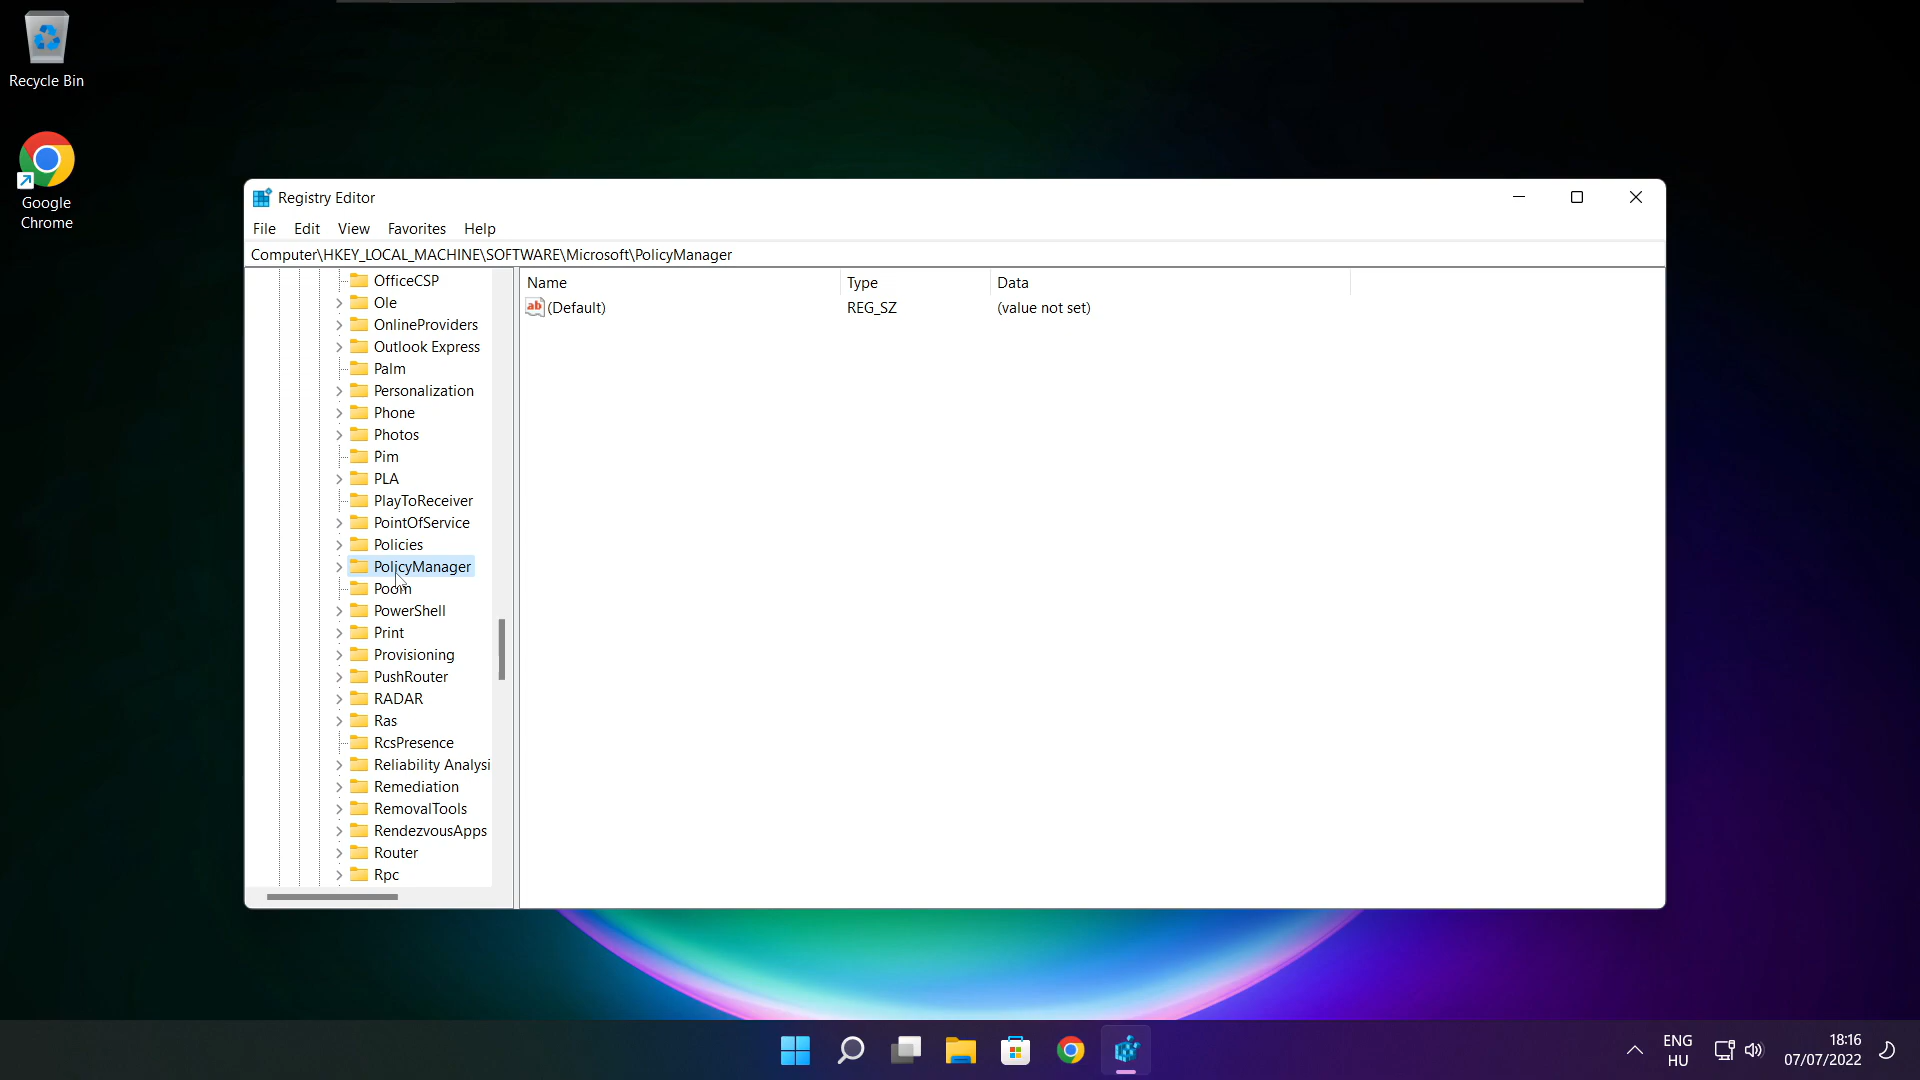 Recycle Bin
Google
Chrome
Registry Editor
File Edit View Favorites Help
Computer\HKEY_LOCAL_MACHINE\SOFTWARE\Microsoft\PolicyManager
OfficeCSP
Ole
OnlineProviders
Outlook Express
Palm
Personalization
Phone
Photos
Pim
PLA
PlayToReceiver
PointOfService
Policies
PolicyManager
Poom
PowerShell
Print
Provisioning
PushRouter
RADAR
Ras
RcsPresence
Reliability Analysi
Remediation
RemovalTools
RendezvousApps
Router
Rpc
Name Type Data
ab (Default) REG_SZ (value not set)
ENG
HU
18:16
07/07/2022